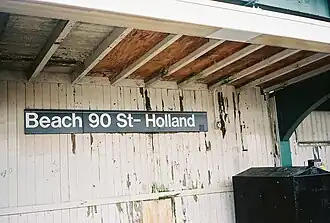 Beach 90 St- Holland